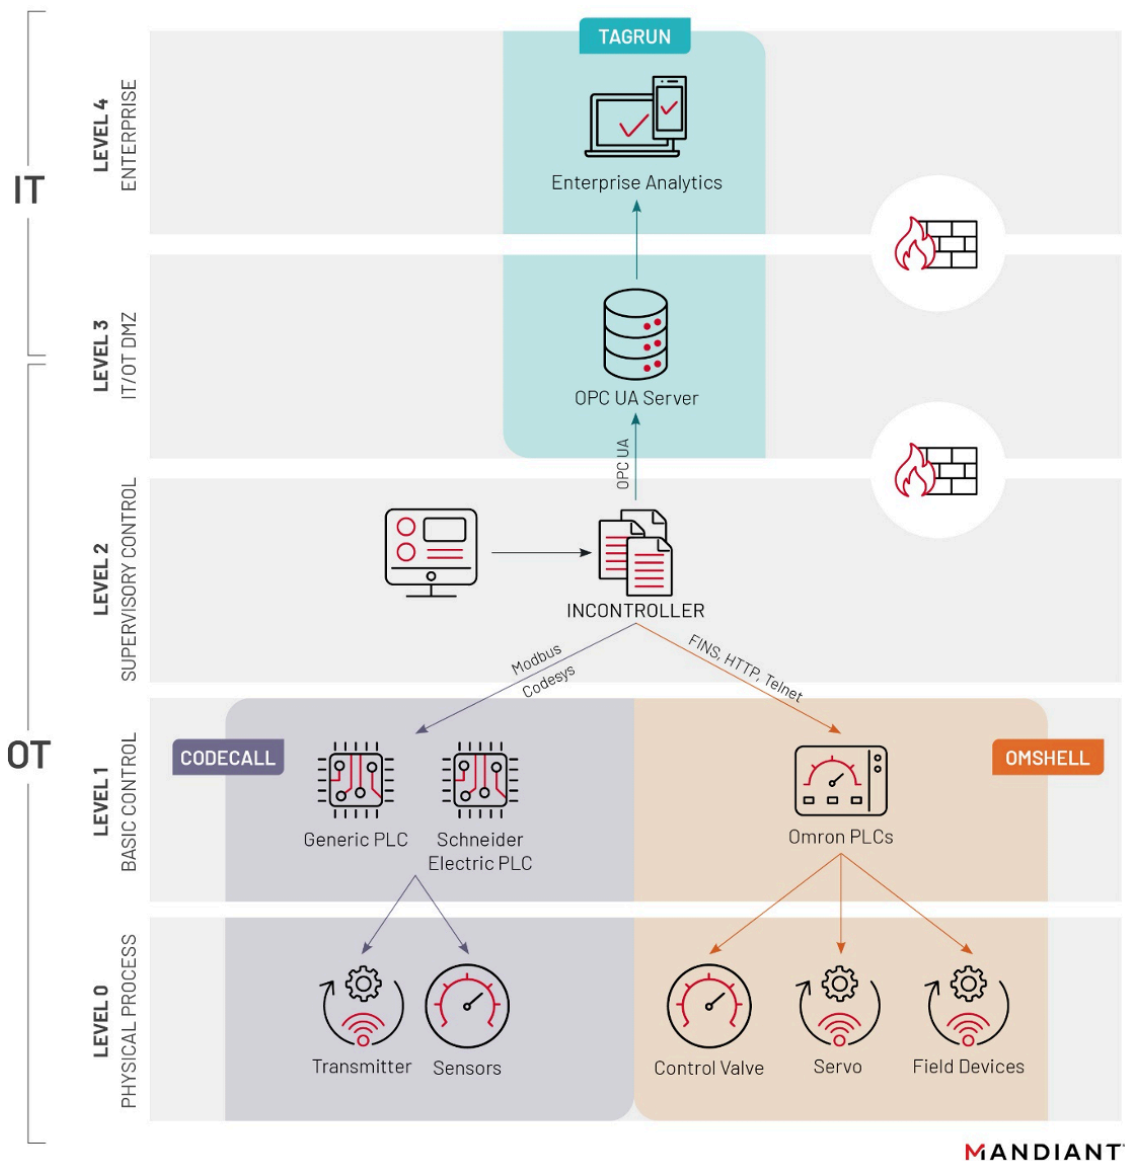 IT
OT
LEVEL 4
ENTERPRISE
TAGRUN
Enterprise Analytics
LEVEL 3
IT/OT DMZ
OPC UA Server
OPC UA
LEVEL 2
SUPERVISORY CONTROL
INCONTROLLER
Modbus
Codesys
FINS, HTTP, Telnet
LEVEL 1
BASIC CONTROL
CODECALL
Generic PLC
Schneider
Electric PLC
Omron PLCs
OMSHELL
LEVEL 0
PHYSICAL PROCESS
Transmitter
Sensors
Control Valve
Servo
Field Devices
MANDIANT